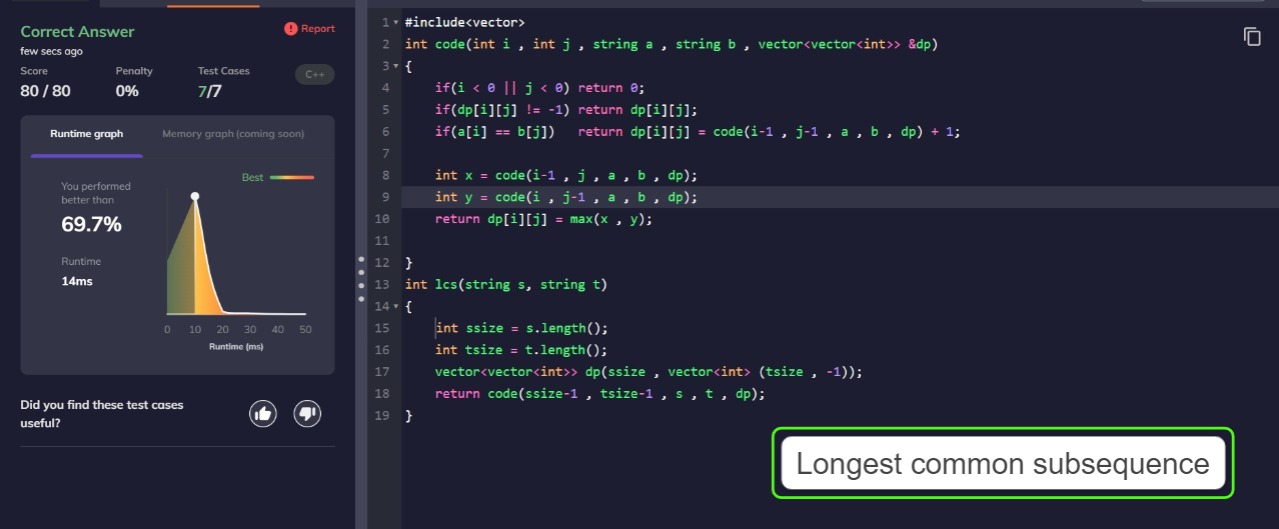 Correct Answer
Report
few secs ago
Score
Penalty
Test Cases
C++
80 / 80
0%
7/7
Runtime graph
Memory graph (coming soon)
Best
You performed
better than
69.7%
Runtime
14ms
0 10 20 30 40 50
Runtime (ms)
Did you find these test cases
useful?
1 #include<vector>
2 int code(int i , int j , string a , string b , vector<vector<int>> &dp)
3 {
4     if(i < 0 || j < 0) return 0;
5     if(dp[i][j] != -1) return dp[i][j];
6     if(a[i] == b[j])   return dp[i][j] = code(i-1 , j-1 , a , b , dp) + 1;
7
8     int x = code(i-1 , j , a , b , dp);
9     int y = code(i , j-1 , a , b , dp);
10     return dp[i][j] = max(x , y);
11
12 }
13 int lcs(string s, string t)
14 {
15     int ssize = s.length();
16     int tsize = t.length();
17     vector<vector<int>> dp(ssize , vector<int> (tsize , -1));
18     return code(ssize-1 , tsize-1 , s , t , dp);
19 }
Longest common subsequence